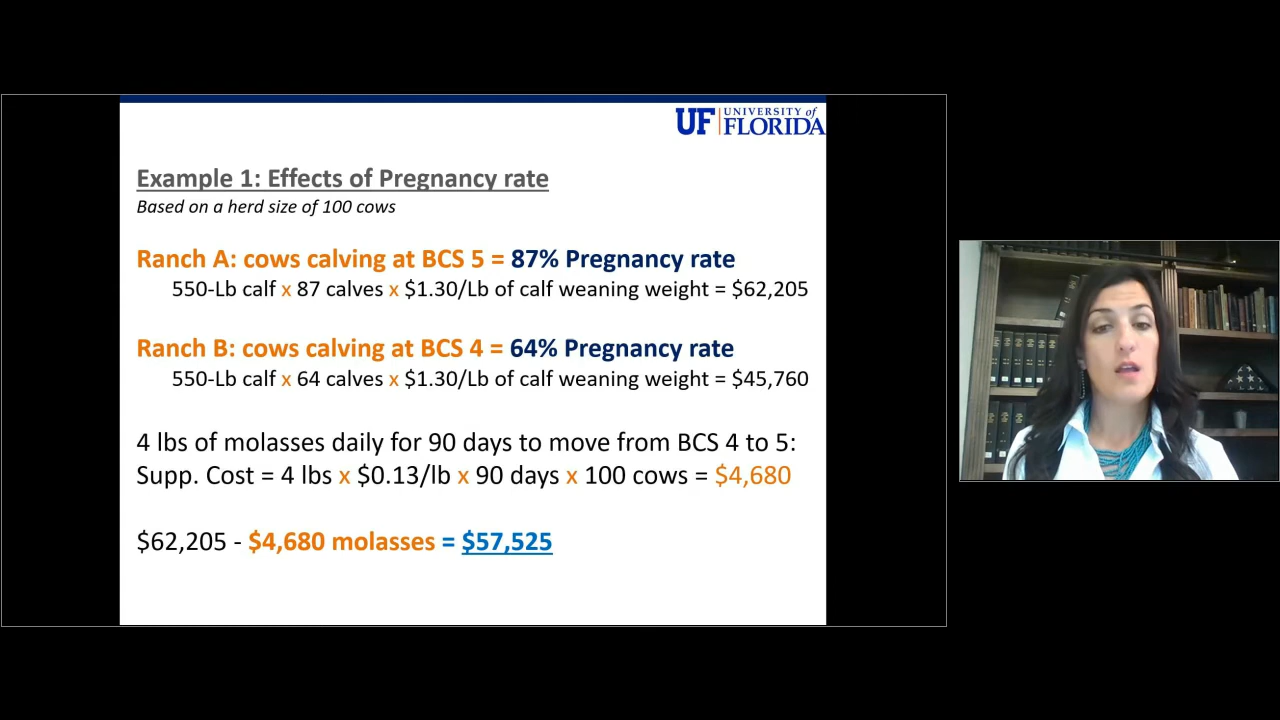 UF UNIVERSITY of
FLORIDA
Example 1: Effects of Pregnancy rate
Based on a herd size of 100 cows
Ranch A: cows calving at BCS 5 = 87% Pregnancy rate
550-Lb calf x 87 calves x $1.30/Lb of calf weaning weight = $62,205
Ranch B: cows calving at BCS 4 = 64% Pregnancy rate
550-Lb calf x 64 calves x $1.30/Lb of calf weaning weight = $45,760
4 lbs of molasses daily for 90 days to move from BCS 4 to 5:
Supp. Cost = 4 lbs x $0.13/lb x 90 days x 100 cows = $4,680
$62,205 - $4,680 molasses = $57,525